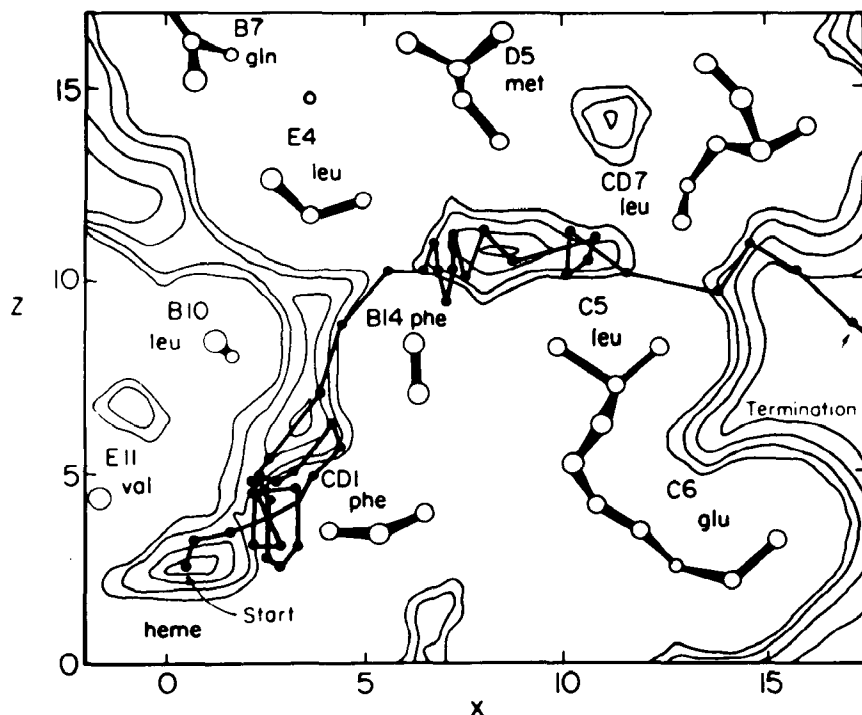 B7
gln
D5
met
15
E4
leu
CD7
leu
10
Z
B10
leu
B14 phe
C5
leu
Termination
E11
val
5
CD1
phe
C6
glu
Start
heme
0
0
5
10
15
X